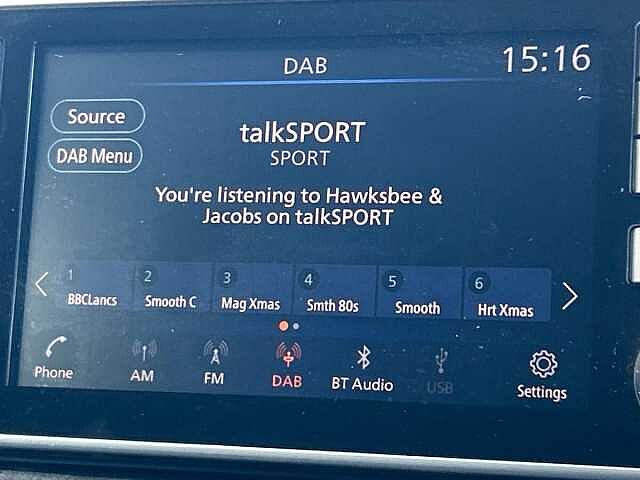 DAB
15:16
Source
DAB Menu
talkSPORT
SPORT
You're listening to Hawksbee &
Jacobs on talkSPORT
1
BBCLancs
2
Smooth C
3
Mag Xmas
4
Smth 80s
5
Smooth
6
Hrt Xmas
Phone
AM
FM
DAB
BT Audio
USB
Settings